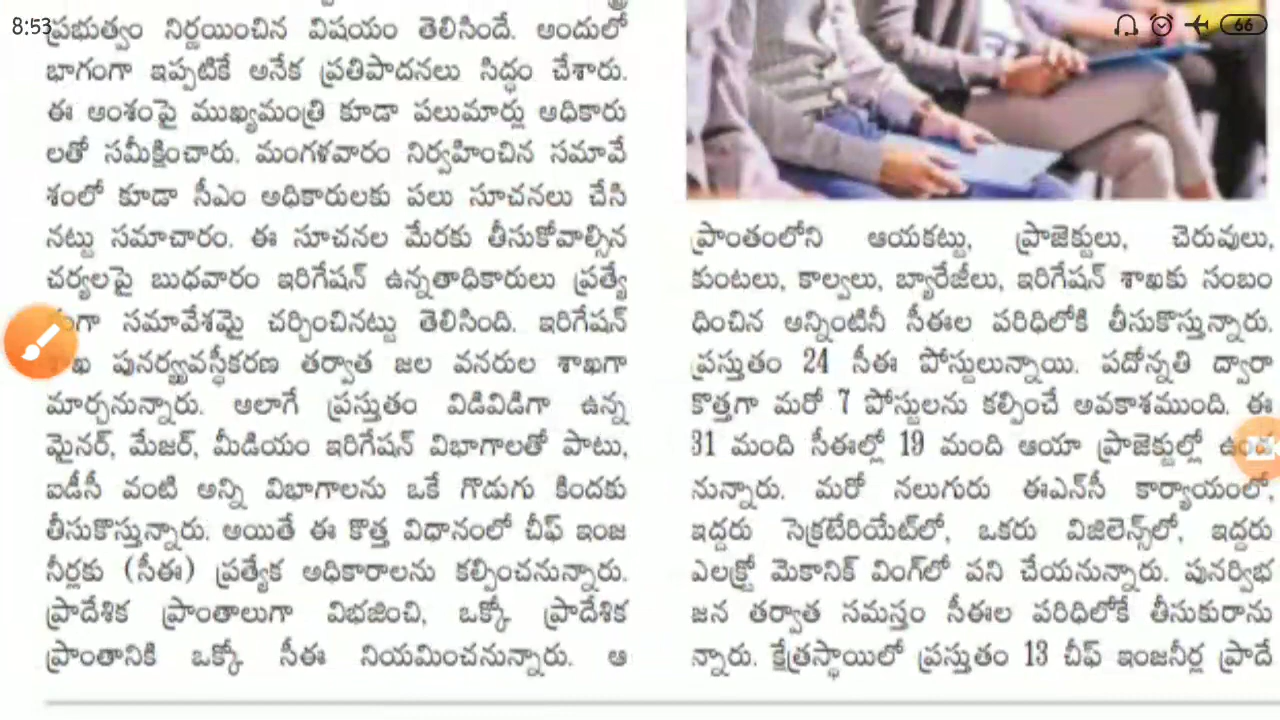 8:53
66
ప్రభుత్వం నిర్ణయించిన విషయం తెలిసిందే. అందులో
భాగంగా ఇప్పటికే అనేక ప్రతిపాదనలు సిద్ధం చేశారు.
ఈ అంశంపై ముఖ్యమంత్రి కూడా పలుమార్లు అధికారు
లతో సమీక్షించారు. మంగళవారం నిర్వహించిన సమావే
శంలో కూడా సీఎం అధికారులకు పలు సూచనలు చేసి
నట్టు సమాచారం. ఈ సూచనల మేరకు తీసుకోవాల్సిన
చర్యలపై బుధవారం ఇరిగేషన్ ఉన్నతాధికారులు ప్రత్యే
సమావేశమై చర్చించినట్టు తెలిసింది. ఇరిగేషన్
పునర్వ్యవస్థీకరణ తర్వాత జల వనరుల శాఖగా
మార్చనున్నారు. అలాగే ప్రస్తుతం విడివిడిగా ఉన్న
మైనర్, మేజర్, మీడియం ఇరిగేషన్ విభాగాలతో పాటు,
ఐడీసీ వంటి అన్ని విభాగాలను ఒకే గొడుగు కిందకు
తీసుకొస్తున్నారు. అయితే ఈ కొత్త విధానంలో చీఫ్ ఇంజ
నీర్లకు (సీఈ) ప్రత్యేక అధికారాలను కల్పించనున్నారు.
ప్రాదేశిక ప్రాంతాలుగా విభజించి, ఒక్కో ప్రాదేశిక
ప్రాంతానికి ఒక్కో సీఈ నియమించనున్నారు. ఆ
ప్రాంతంలోని ఆయకట్టు, ప్రాజెక్టులు, చెరువులు,
కుంటలు, కాల్వలు, బ్యారేజీలు, ఇరిగేషన్ శాఖకు సంబం
ధించిన అన్నింటినీ సీఈల పరిధిలోకి తీసుకొస్తున్నారు.
ప్రస్తుతం 24 సీఈ పోస్టులున్నాయి. పదోన్నతి ద్వారా
కొత్తగా మరో 7 పోస్టులను కల్పించే అవకాశముంది. ఈ
31 మంది సీఈల్లో 19 మంది ఆయా ప్రాజెక్టుల్లో
నున్నారు. మరో నలుగురు ఈఎన్‌సీ కార్యాయంలో,
ఇద్దరు సెక్రటేరియేట్‌లో, ఒకరు విజిలెన్స్‌లో, ఇద్దరు
ఎలక్ట్రో మెకానిక్ వింగ్‌లో పని చేయనున్నారు. పునర్విభ
జన తర్వాత సమస్తం సీఈల పరిధిలోకే తీసుకురాను
న్నారు. క్షేత్రస్థాయిలో ప్రస్తుతం 13 చీఫ్ ఇంజనీర్ల ప్రాదే